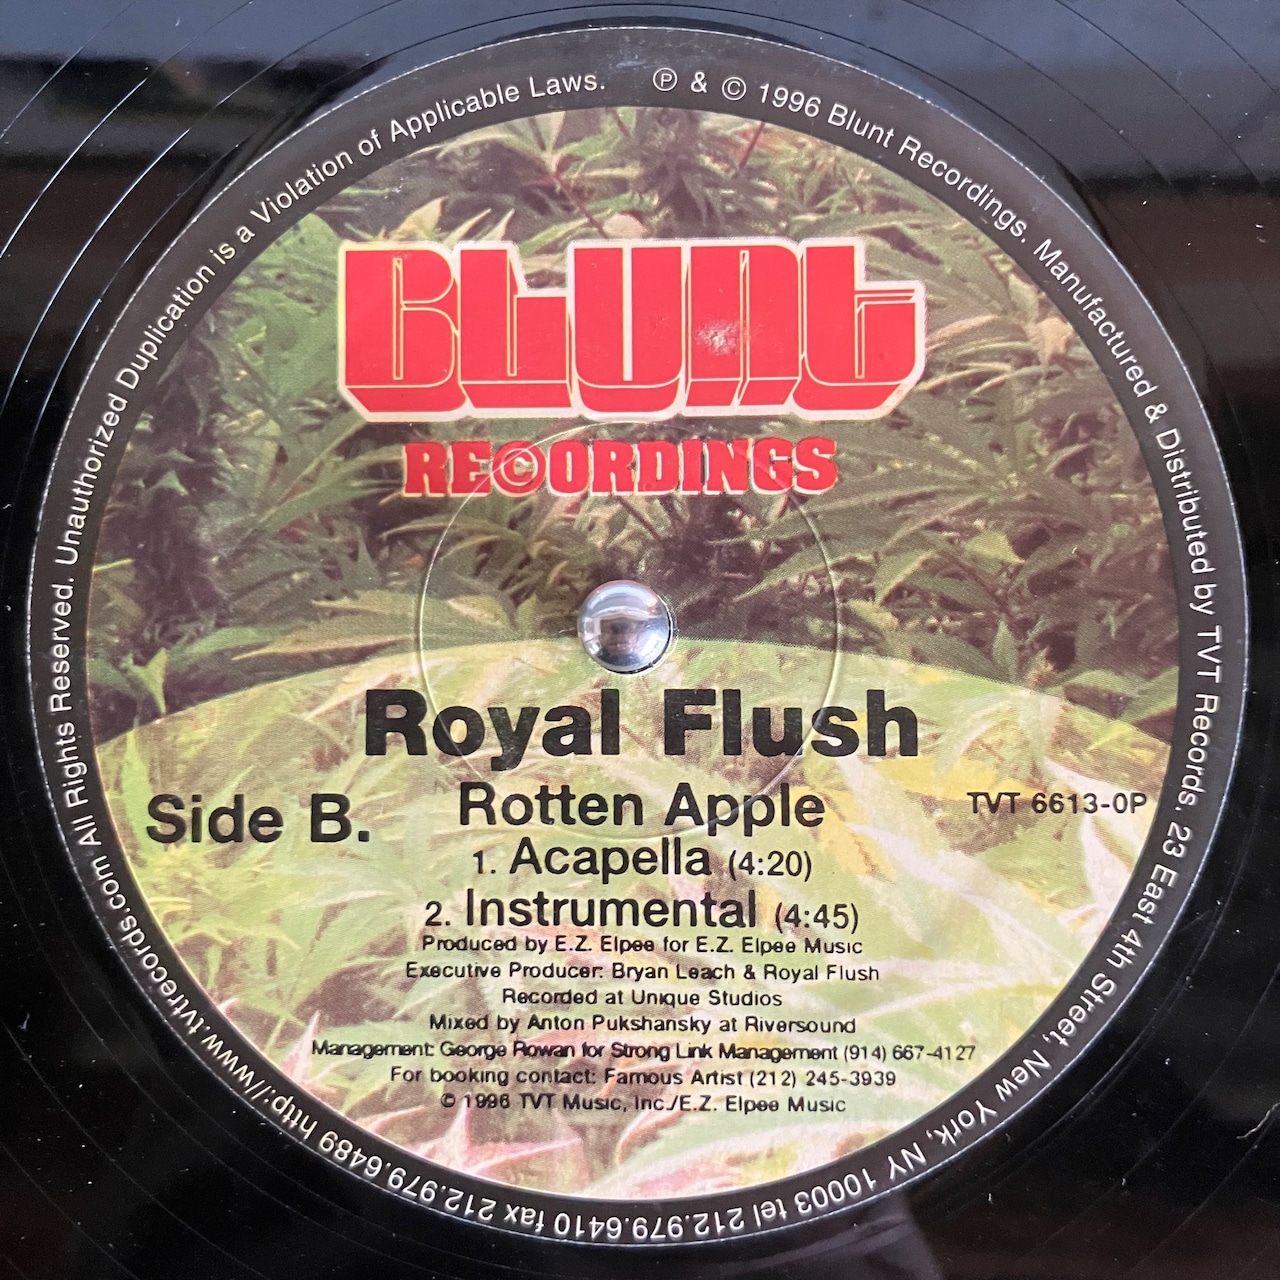 ℗ & © 1996 Blunt Recordings. Manufactured & Distributed by TVT Records. 23 East 4th Street, New York, NY 10003 tel 212.979.6410 fax 212.979.6489 http://www.tvtrecords.com All Rights Reserved. Unauthorized Duplication is a Violation of Applicable Laws.
BLUNT
RE©ORDINGS
Royal Flush
Side B.
Rotten Apple
TVT 6613-0P
1. Acapella (4:20)
2. Instrumental (4:45)
Produced by E.Z. Elpee for E.Z. Elpee Music
Executive Producer: Bryan Leach & Royal Flush
Recorded at Unique Studios
Mixed by Anton Pukshansky at Riversound
Management: George Rowan for Strong Link Management (914) 667-4127
For booking contact: Famous Artist (212) 245-3939
© 1996 TVT Music, Inc./E.Z. Elpee Music